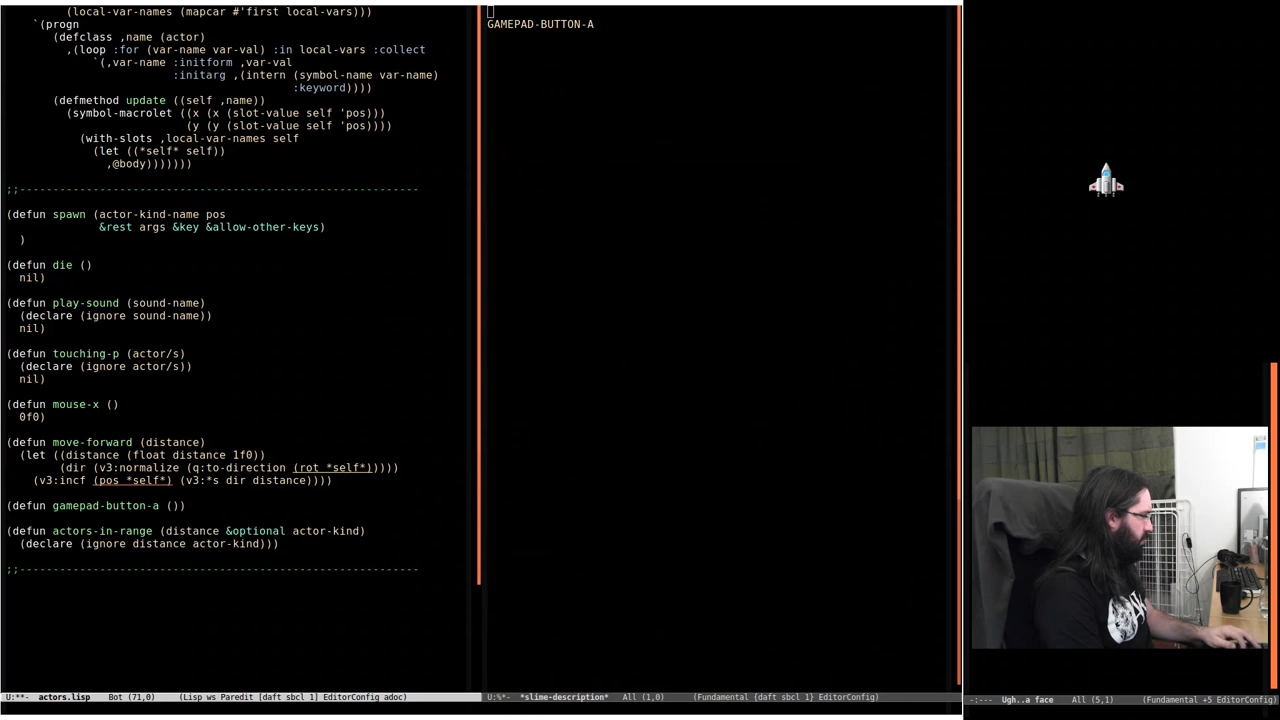 (local-var-names (mapcar #'first local-vars)))
`(progn
(defclass ,name (actor)
,(loop :for (var-name var-val) :in local-vars :collect
`(,var-name :initform ,var-val
:initarg ,(intern (symbol-name var-name)
:keyword))))
(defmethod update ((self ,name))
(symbol-macrolet ((x (x (slot-value self 'pos)))
(y (y (slot-value self 'pos))))
(with-slots ,local-var-names self
(let ((*self* self))
,@body)))))))
;;------------------------------------------------------------
(defun spawn (actor-kind-name pos
&rest args &key &allow-other-keys)
)
(defun die ()
nil)
(defun play-sound (sound-name)
(declare (ignore sound-name))
nil)
(defun touching-p (actor/s)
(declare (ignore actor/s))
nil)
(defun mouse-x ()
0f0)
(defun move-forward (distance)
(let ((distance (float distance 1f0))
(dir (v3:normalize (q:to-direction (rot *self*)))))
(v3:incf (pos *self*) (v3:*s dir distance))))
(defun gamepad-button-a ())
(defun actors-in-range (distance &optional actor-kind)
(declare (ignore distance actor-kind)))
;;------------------------------------------------------------
U:**-  actors.lisp   Bot (71,0)   (Lisp ws Paredit [daft sbcl 1] EditorConfig adoc)
GAMEPAD-BUTTON-A
U:%*-  *slime-description*   All (1,0)   (Fundamental {daft sbcl 1} EditorConfig)
-:---  Ugh..a face   All (5,1)   (Fundamental +5 EditorConfig)